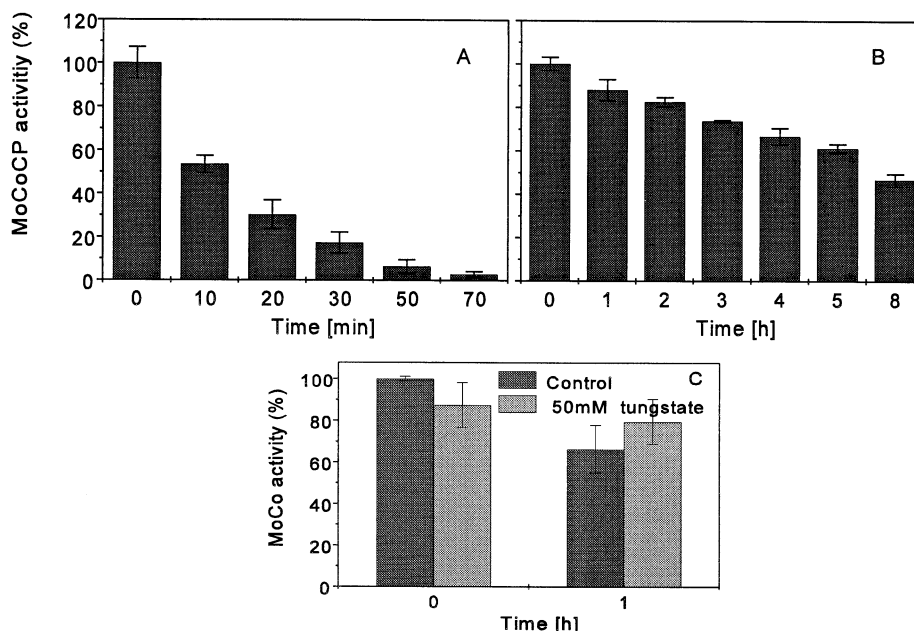 MoCoCP activitiy (%)
120
100
80
60
40
20
0
A
0 10 20 30 50 70
Time [min]
B
0 1 2 3 4 5 8
Time [h]
MoCo activity (%)
100
80
60
40
20
0
C
Control
50mM tungstate
0 1
Time [h]